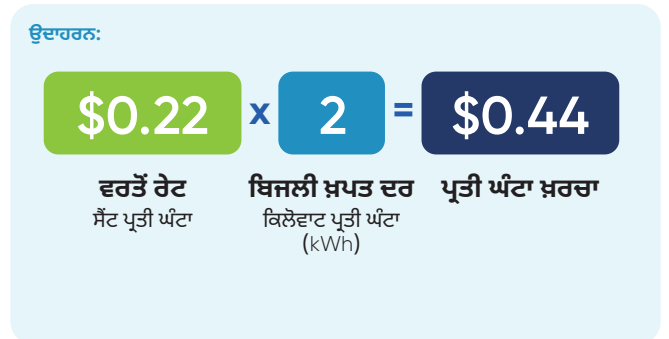 ਉਦਾਹਰਨ:
$0.22 x 2 = $0.44
ਵਰਤੋਂ ਰੇਟ ਬਿਜਲੀ ਖ਼ਪਤ ਦਰ ਪ੍ਰਤੀ ਘੰਟਾ ਖ਼ਰਚਾ
ਸੈਂਟ ਪ੍ਰਤੀ ਘੰਟਾ ਕਿਲੋਵਾਟ ਪ੍ਰਤੀ ਘੰਟਾ
(kWh)